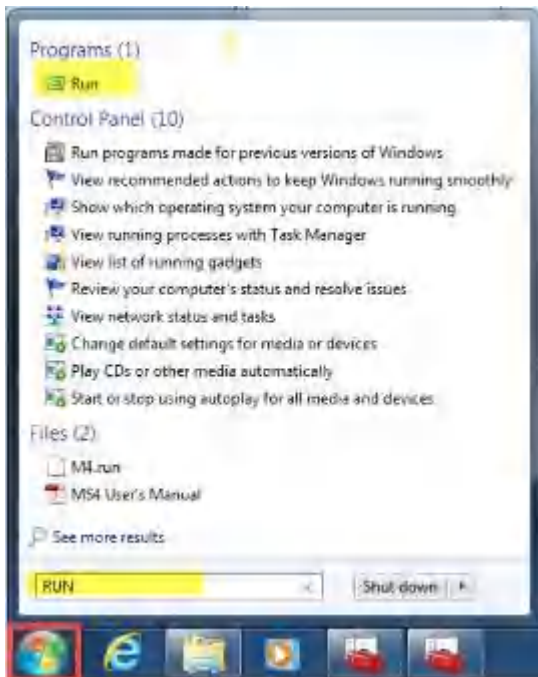 Programs (1)
Run
Control Panel (10)
Run programs made for previous versions of Windows
View recommended actions to keep Windows running smoothly
Show which operating system your computer is running
View running processes with Task Manager
View list of running gadgets
Review your computer's status and resolve issues
View network status and tasks
Change default settings for media or devices
Play CDs or other media automatically
Start or stop using autoplay for all media and devices
Files (2)
M4.run
MS4 User's Manual
See more results
RUN
Shut down